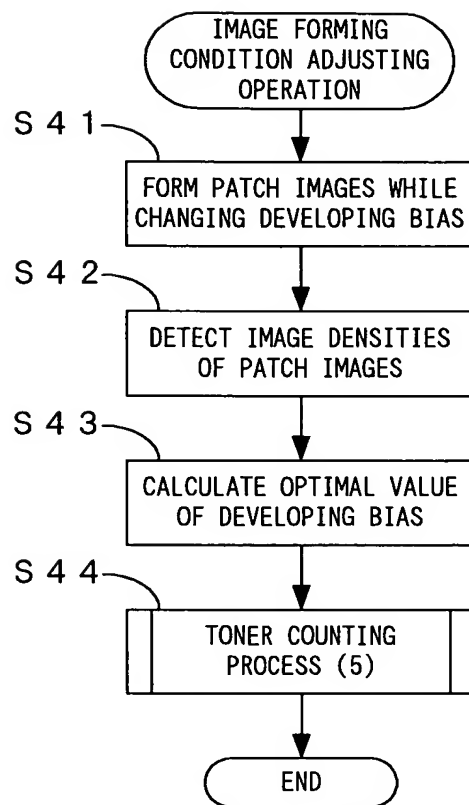 IMAGE FORMING
CONDITION ADJUSTING
OPERATION
S41
FORM PATCH IMAGES WHILE
CHANGING DEVELOPING BIAS
S42
DETECT IMAGE DENSITIES
OF PATCH IMAGES
S43
CALCULATE OPTIMAL VALUE
OF DEVELOPING BIAS
S44
TONER COUNTING
PROCESS (5)
END